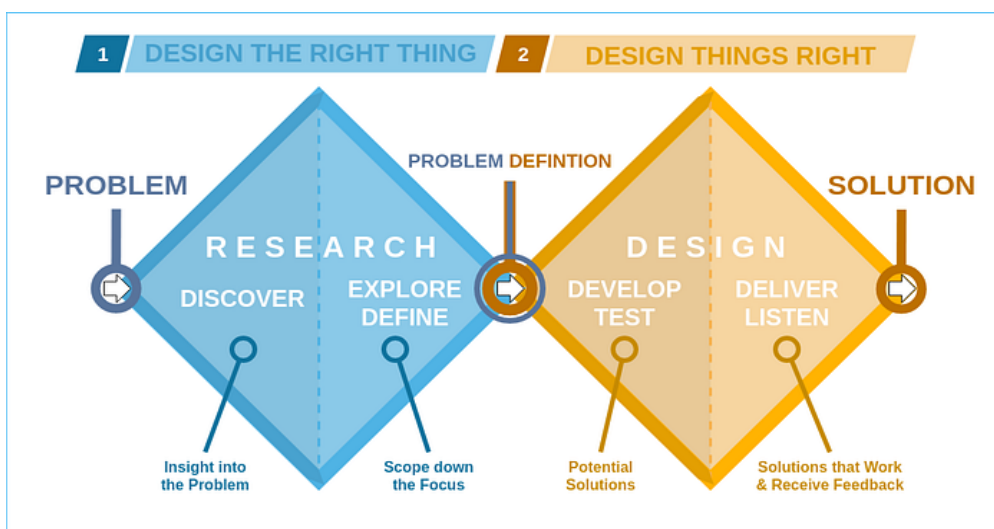 1 DESIGN THE RIGHT THING 2 DESIGN THINGS RIGHT
PROBLEM DEFINTION
PROBLEM
SOLUTION
RESEARCH
DISCOVER
EXPLORE
DEFINE
DESIGN
DEVELOP
TEST
DELIVER
LISTEN
Insight into
the Problem
Scope down
the Focus
Potential
Solutions
Solutions that Work
& Receive Feedback